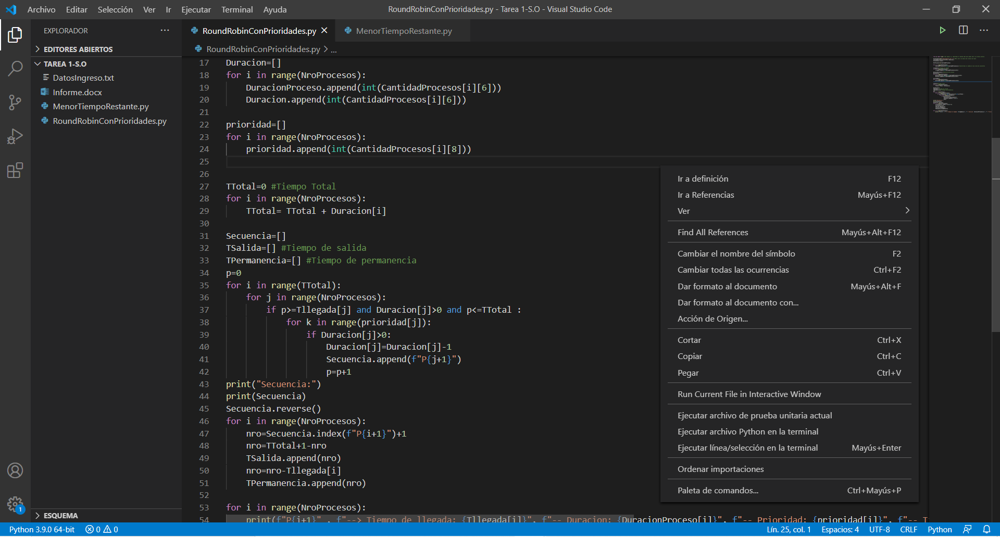 Archivo Editar Selección Ver Ir Ejecutar Terminal Ayuda RoundRobinConPrioridades.py - Tarea 1-S.O - Visual Studio Code
EXPLORADOR
EDITORES ABIERTOS
TAREA 1-S.O
DatosIngreso.txt
Informe.docx
MenorTiempoRestante.py
RoundRobinConPrioridades.py
ESQUEMA
1
RoundRobinConPrioridades.py MenorTiempoRestante.py
RoundRobinConPrioridades.py > ...
17 Duracion=[]
18 for i in range(NroProcesos):
19     DuracionProceso.append(int(CantidadProcesos[i][6]))
20     Duracion.append(int(CantidadProcesos[i][6]))
21
22 prioridad=[]
23 for i in range(NroProcesos):
24     prioridad.append(int(CantidadProcesos[i][8]))
25
26
27 TTotal=0 #Tiempo Total
28 for i in range(NroProcesos):
29     TTotal= TTotal + Duracion[i]
30
31 Secuencia=[]
32 TSalida=[] #Tiempo de salida
33 TPermanencia=[] #Tiempo de permanencia
34 p=0
35 for i in range(TTotal):
36     for j in range(NroProcesos):
37         if p>=Tllegada[j] and Duracion[j]>0 and p<=TTotal :
38             for k in range(prioridad[j]):
39                 if Duracion[j]>0:
40                     Duracion[j]=Duracion[j]-1
41                     Secuencia.append(f"P{j+1}")
42                     p=p+1
43 print("Secuencia:")
44 print(Secuencia)
45 Secuencia.reverse()
46 for i in range(NroProcesos):
47     nro=Secuencia.index(f"P{i+1}")+1
48     nro=TTotal+1-nro
49     TSalida.append(nro)
50     nro=nro-Tllegada[i]
51     TPermanencia.append(nro)
52
53 for i in range(NroProcesos):
54     print(f"P{i+1}" , f"--> Tiempo de llegada: {Tllegada[i]}", f"-- Duracion: {DuracionProceso[i]}", f"-- Prioridad: {prioridad[i]}", f"-- T
Ir a definición F12
Ir a Referencias Mayús+F12
Ver
Find All References Mayús+Alt+F12
Cambiar el nombre del símbolo F2
Cambiar todas las ocurrencias Ctrl+F2
Dar formato al documento Mayús+Alt+F
Dar formato al documento con...
Acción de Origen...
Cortar Ctrl+X
Copiar Ctrl+C
Pegar Ctrl+V
Run Current File in Interactive Window
Ejecutar archivo de prueba unitaria actual
Ejecutar archivo Python en la terminal
Ejecutar línea/selección en la terminal Mayús+Enter
Ordenar importaciones
Paleta de comandos... Ctrl+Mayús+P
Python 3.9.0 64-bit 0 0 Lín. 25, col. 1 Espacios: 4 UTF-8 CRLF Python